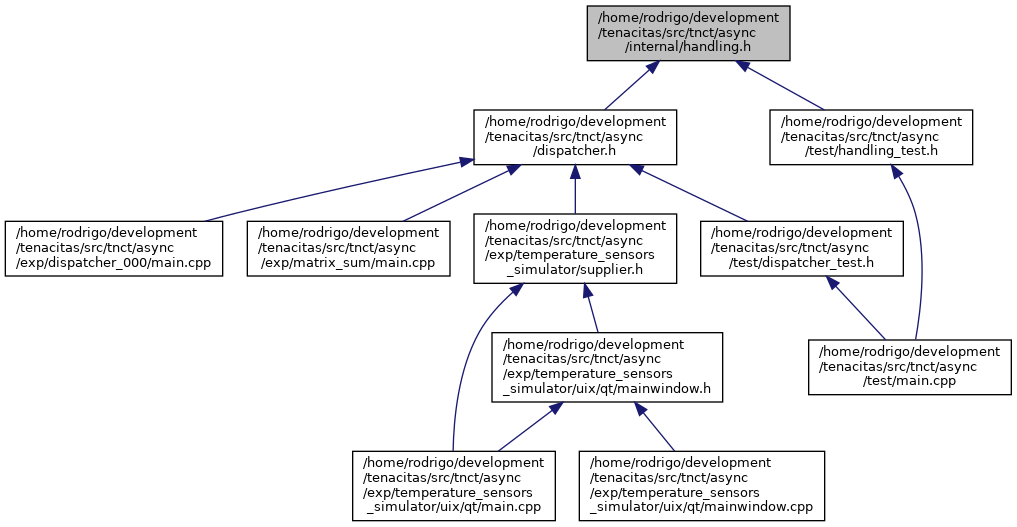 /home/rodrigo/development
/tenacitas/src/tnct/async
/internal/handling.h
/home/rodrigo/development
/tenacitas/src/tnct/async
/dispatcher.h
/home/rodrigo/development
/tenacitas/src/tnct/async
/test/handling_test.h
/home/rodrigo/development
/tenacitas/src/tnct/async
/exp/dispatcher_000/main.cpp
/home/rodrigo/development
/tenacitas/src/tnct/async
/exp/matrix_sum/main.cpp
/home/rodrigo/development
/tenacitas/src/tnct/async
/exp/temperature_sensors
_simulator/supplier.h
/home/rodrigo/development
/tenacitas/src/tnct/async
/test/dispatcher_test.h
/home/rodrigo/development
/tenacitas/src/tnct/async
/exp/temperature_sensors
_simulator/uix/qt/mainwindow.h
/home/rodrigo/development
/tenacitas/src/tnct/async
/test/main.cpp
/home/rodrigo/development
/tenacitas/src/tnct/async
/exp/temperature_sensors
_simulator/uix/qt/main.cpp
/home/rodrigo/development
/tenacitas/src/tnct/async
/exp/temperature_sensors
_simulator/uix/qt/mainwindow.cpp